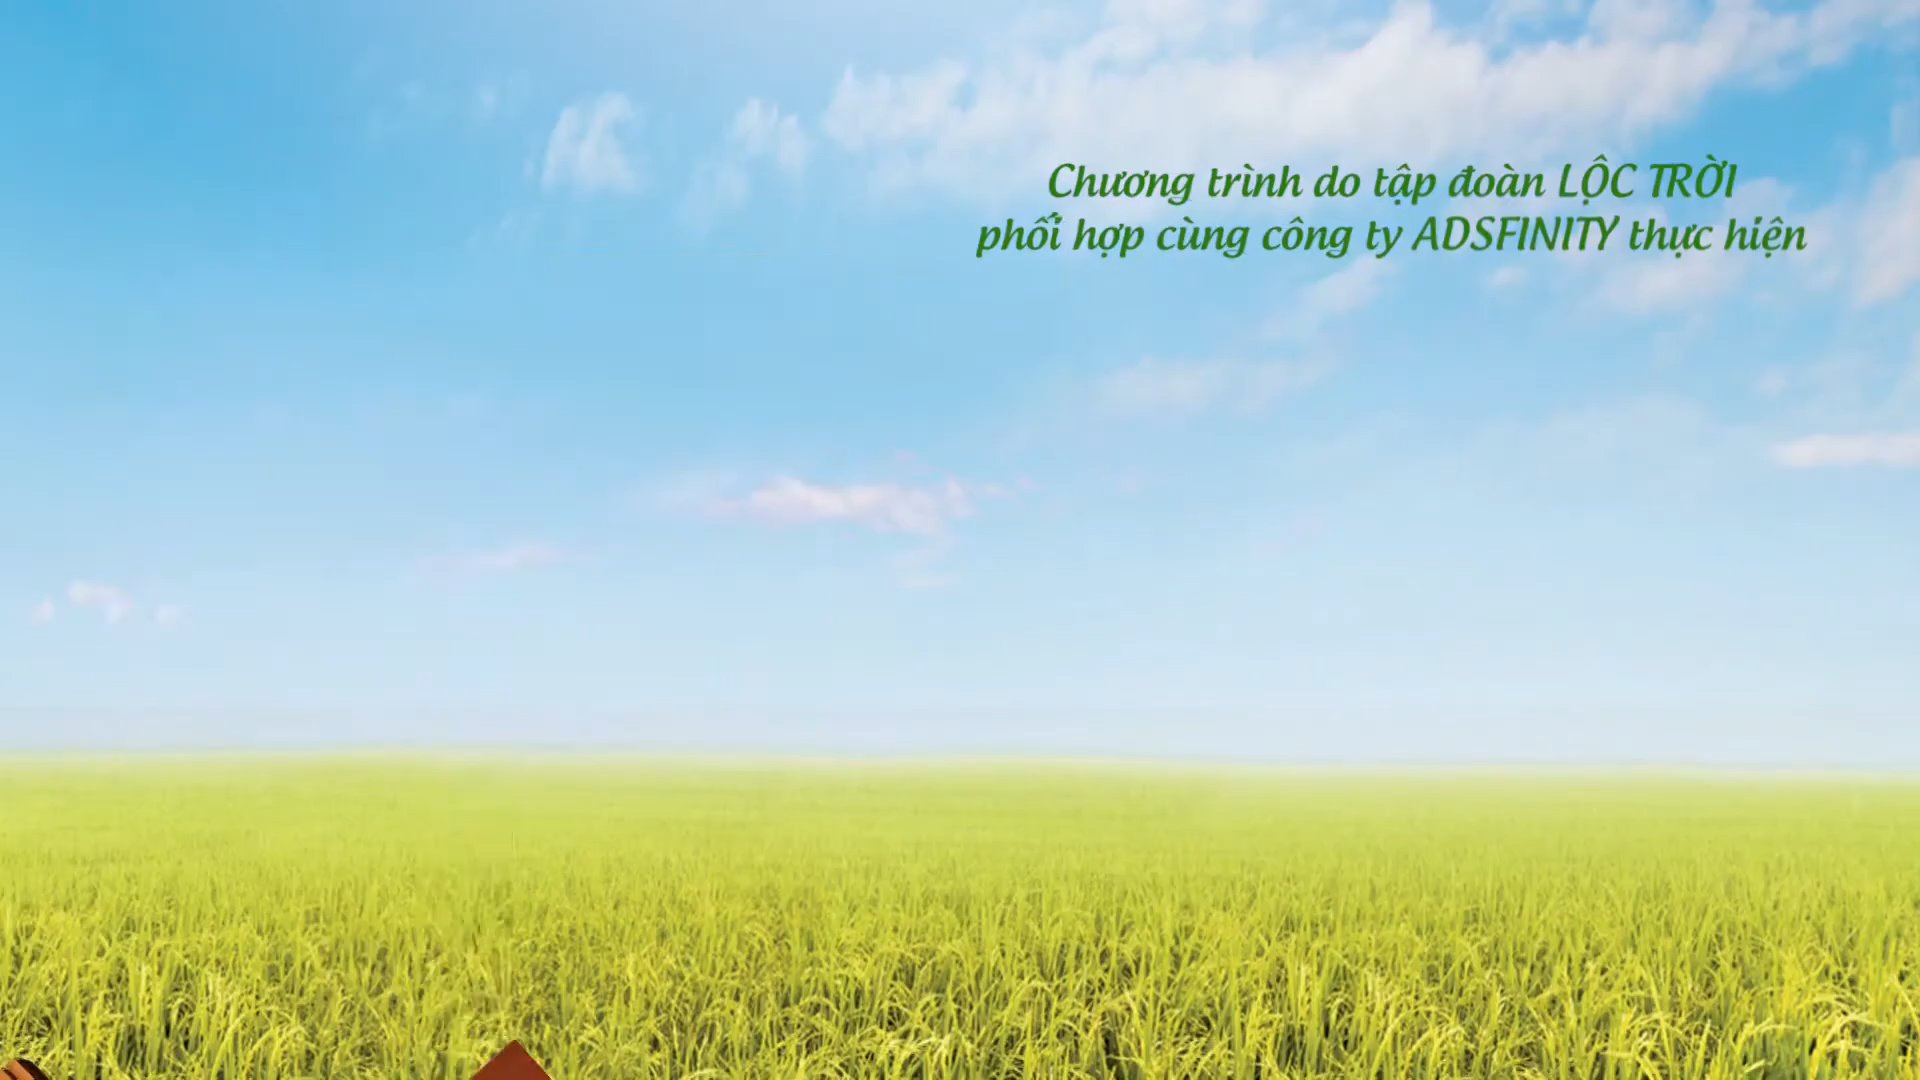 Chương trình do tập đoàn LỘC TRỜI
phối hợp cùng công ty ADSFINITY thực hiện